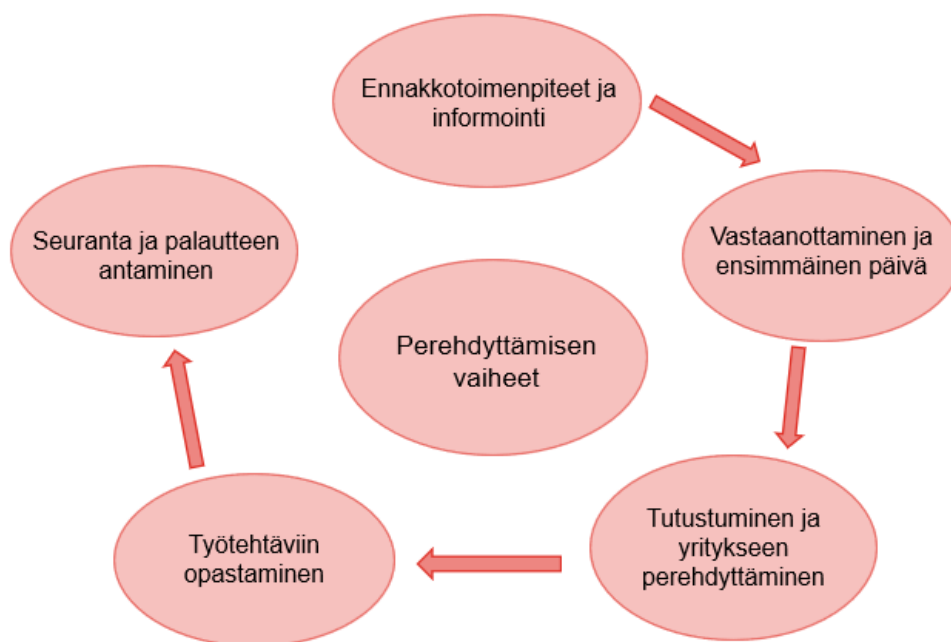 Ennakkotoimenpiteet ja
informointi
Vastaanottaminen ja
ensimmäinen päivä
Tutustuminen ja
yritykseen
perehdyttäminen
Työtehtäviin
opastaminen
Seuranta ja palautteen
antaminen
Perehdyttämisen
vaiheet